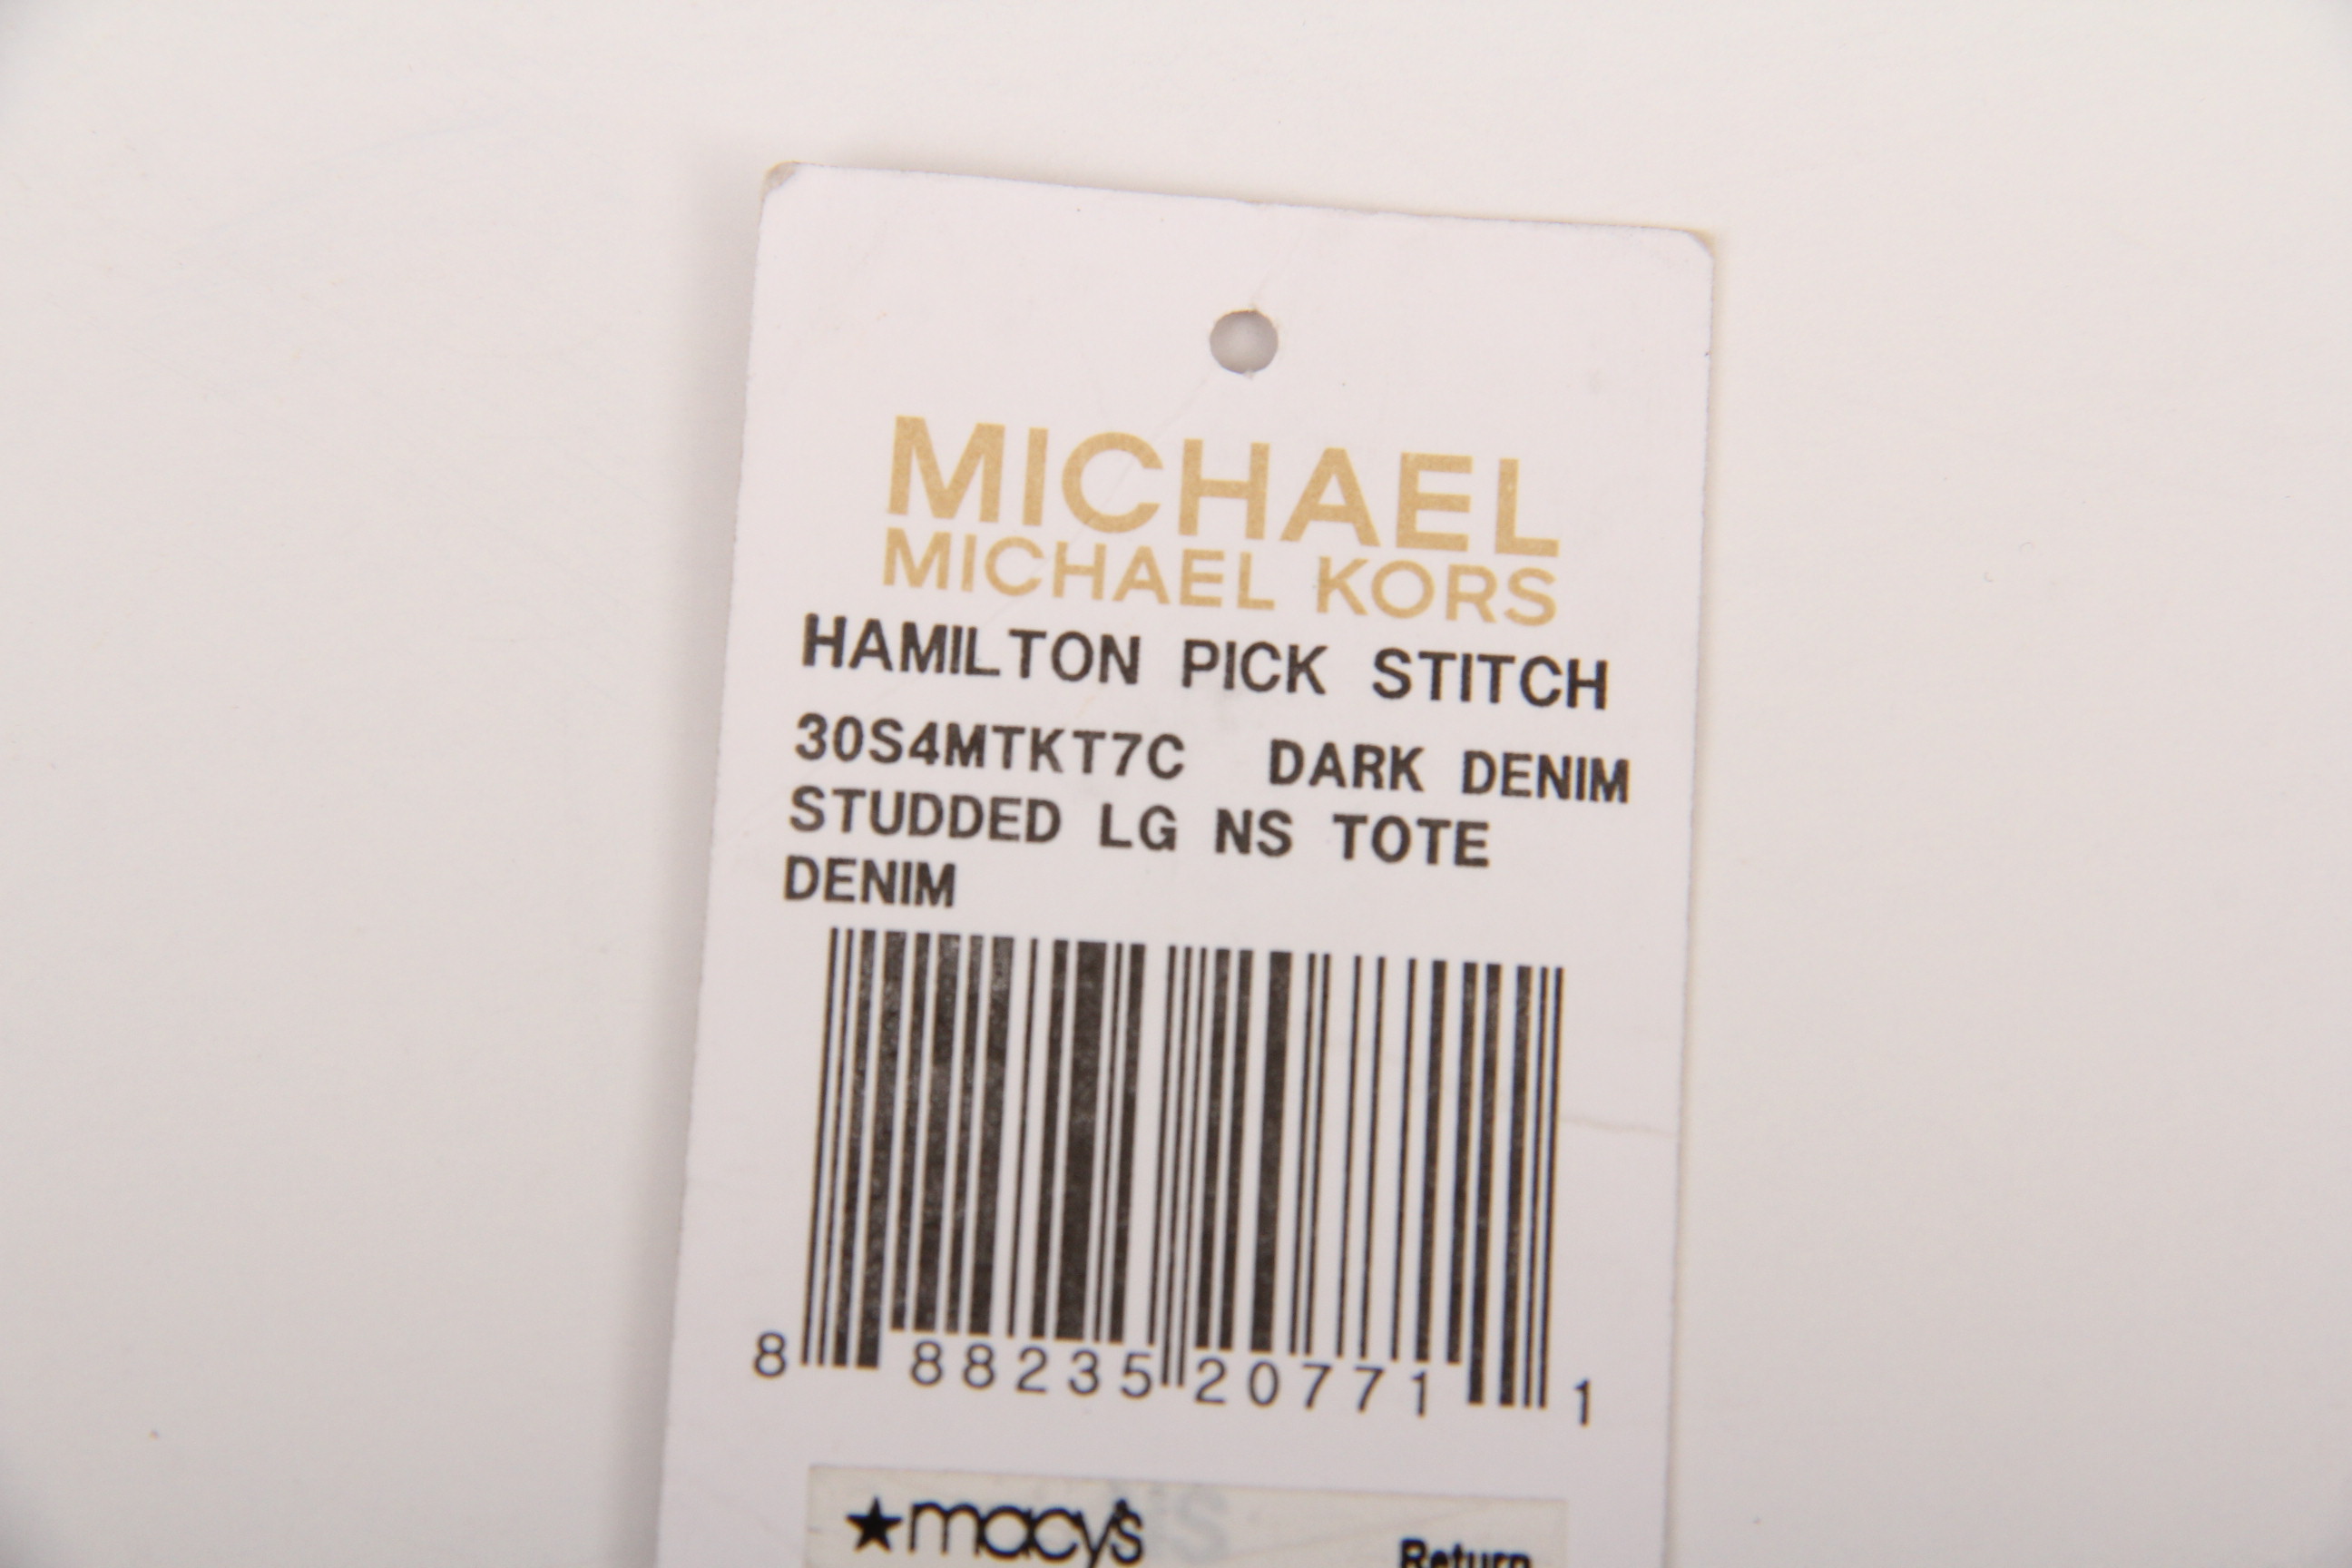 MICHAEL
MICHAEL KORS
HAMILTON PICK STITCH
30S4MTKT7C DARK DENIM
STUDDED LG NS TOTE
DENIM
8 88235 20771 1
★macy's Return